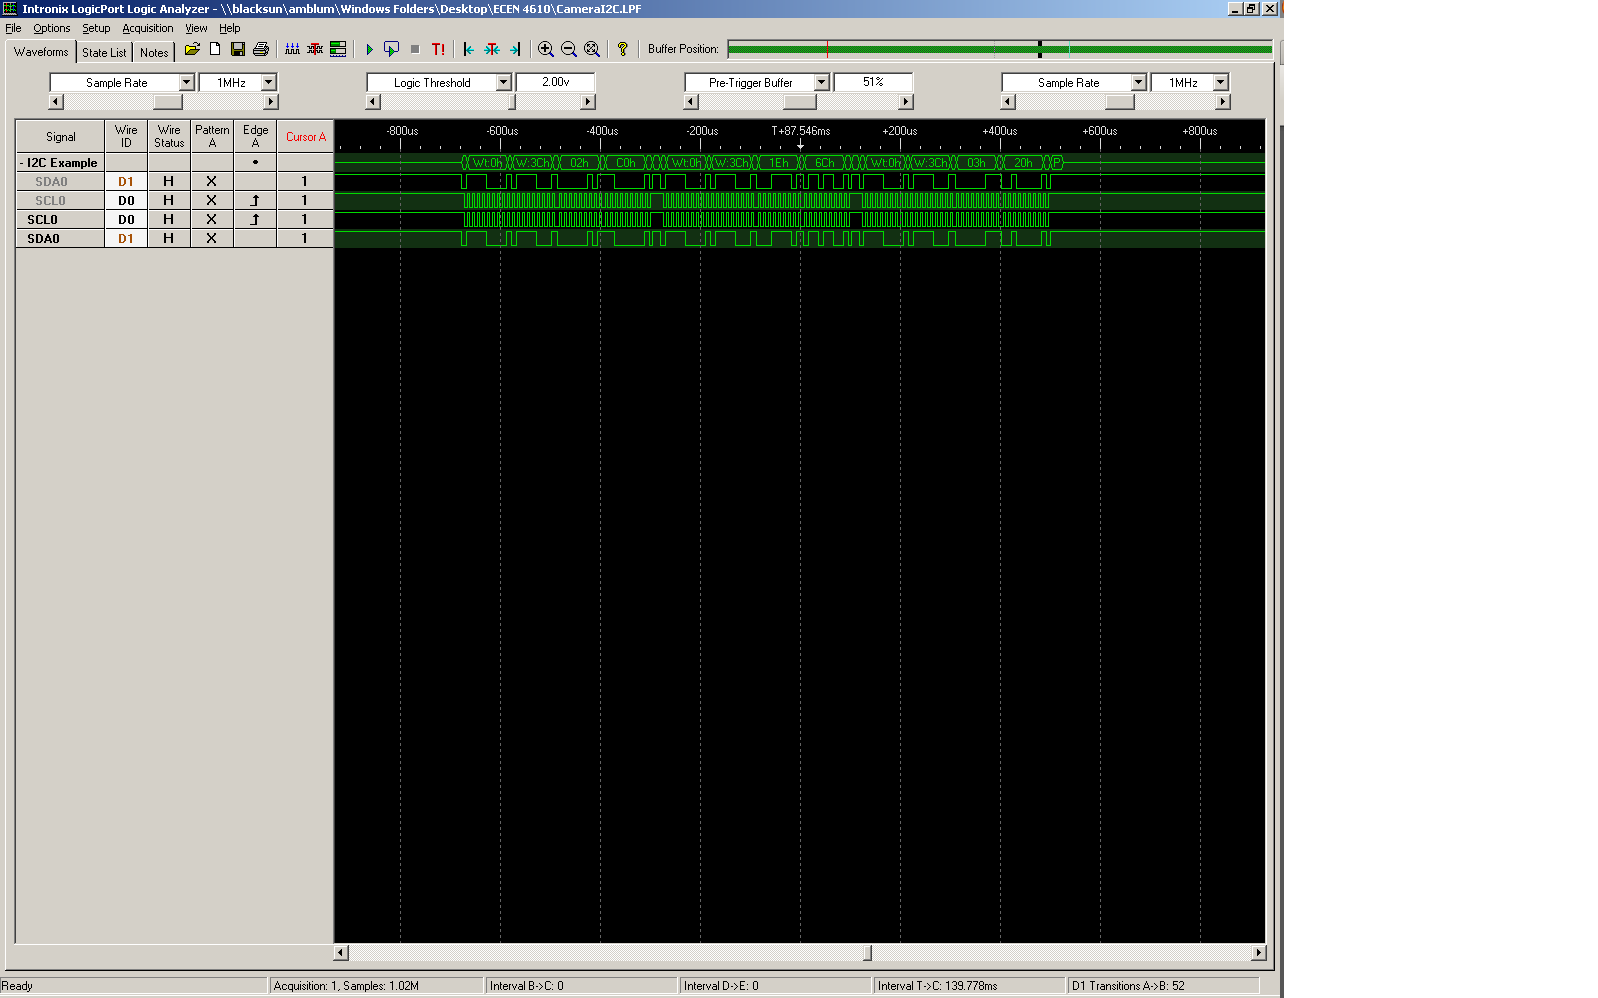 Intronix LogicPort Logic Analyzer - \\blacksun\amblum\Windows Folders\Desktop\ECEN 4610\CameraI2C.LPF
File Options Setup Acquisition View Help
Waveforms State List Notes T! ? Buffer Position:
Sample Rate 1MHz Logic Threshold 2.00v Pre-Trigger Buffer 51% Sample Rate 1MHz
Signal Wire ID Wire Status Pattern A Edge A Cursor A -800us -600us -400us -200us T+87.546ms +200us +400us +600us +800us
- I2C Example Wt:0h W:3Ch 02h C0h Wt:0h W:3Ch 1Eh 6Ch Wt:0h W:3Ch 03h 20h P
SDA0 D1 H X 1
SCL0 D0 H X 1
SCL0 D0 H X 1
SDA0 D1 H X 1
Ready Acquisition: 1, Samples: 1.02M Interval B->C: 0 Interval D->E: 0 Interval T->C: 139.778ms D1 Transitions A->B: 52